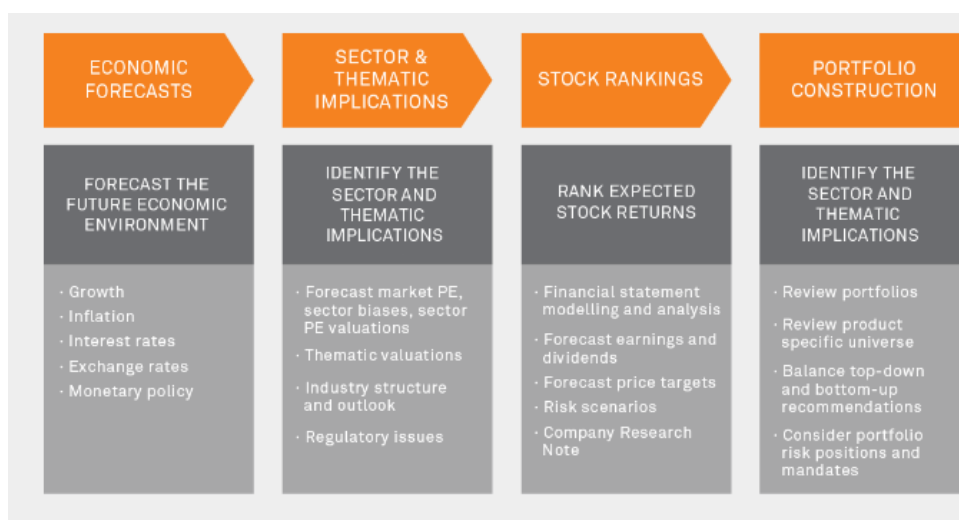 ECONOMIC
FORECASTS
FORECAST THE
FUTURE ECONOMIC
ENVIRONMENT
· Growth
· Inflation
· Interest rates
· Exchange rates
· Monetary policy
SECTOR &
THEMATIC
IMPLICATIONS
IDENTIFY THE
SECTOR AND
THEMATIC
IMPLICATIONS
· Forecast market PE,
sector biases, sector
PE valuations
· Thematic valuations
· Industry structure
and outlook
· Regulatory issues
STOCK RANKINGS
RANK EXPECTED
STOCK RETURNS
· Financial statement
modelling and analysis
· Forecast earnings and
dividends
· Forecast price targets
· Risk scenarios
· Company Research
Note
PORTFOLIO
CONSTRUCTION
IDENTIFY THE
SECTOR AND
THEMATIC
IMPLICATIONS
· Review portfolios
· Review product
specific universe
· Balance top-down
and bottom-up
recommendations
· Consider portfolio
risk positions and
mandates